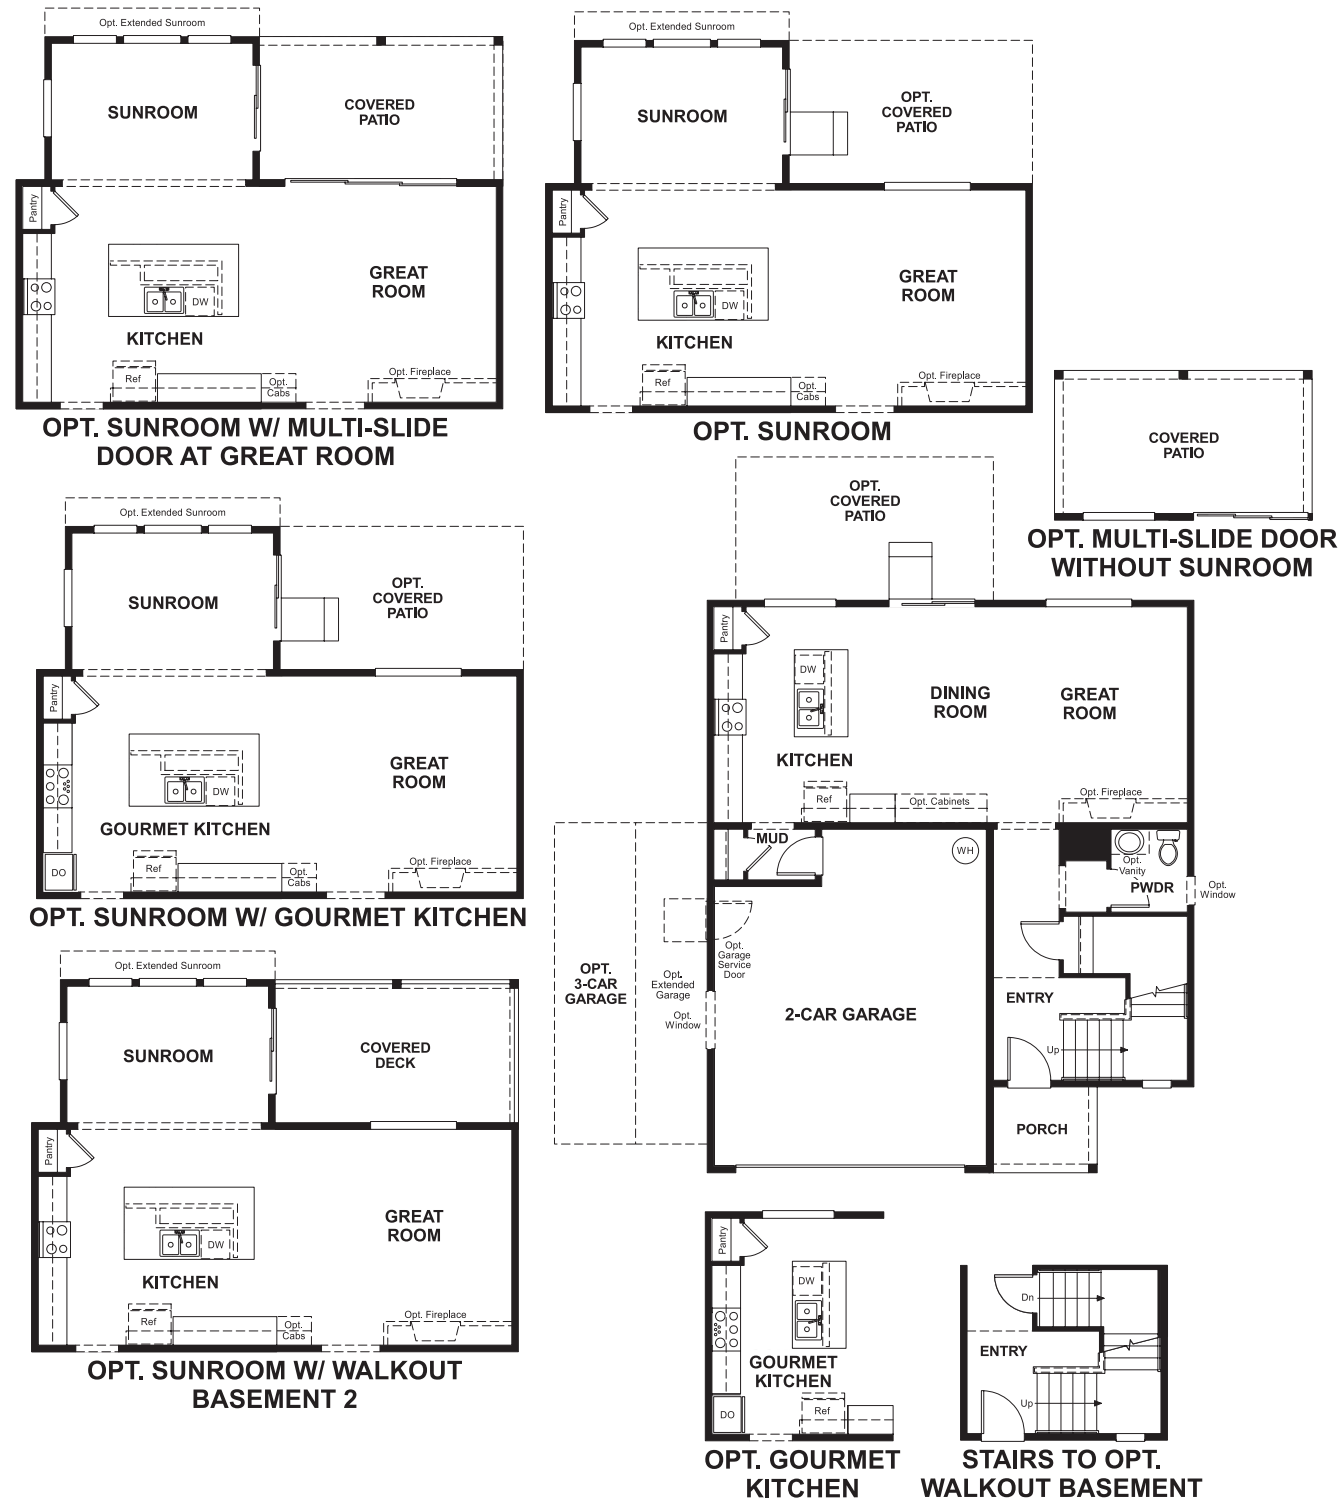 Opt. Extended Sunroom
SUNROOM
COVERED
PATIO
Pantry
GREAT
ROOM
DW
KITCHEN
Ref
Opt.
Cabs
Opt. Fireplace
OPT. SUNROOM W/ MULTI-SLIDE
DOOR AT GREAT ROOM
Opt. Extended Sunroom
SUNROOM
OPT.
COVERED
PATIO
Pantry
GREAT
ROOM
DW
KITCHEN
Ref
Opt.
Cabs
Opt. Fireplace
OPT. SUNROOM
COVERED
PATIO
OPT. MULTI-SLIDE DOOR
WITHOUT SUNROOM
Opt. Extended Sunroom
SUNROOM
OPT.
COVERED
PATIO
Pantry
GREAT
ROOM
DW
GOURMET KITCHEN
DO
Ref
Opt.
Cabs
Opt. Fireplace
OPT. SUNROOM W/ GOURMET KITCHEN
OPT.
COVERED
PATIO
Pantry
DW
DINING
ROOM
GREAT
ROOM
KITCHEN
Ref
Opt. Cabinets
Opt. Fireplace
MUD
WH
Opt.
Vanity
PWDR
Opt.
Window
Opt.
Garage
Service
Door
OPT.
3-CAR
GARAGE
Opt.
Extended
Garage
Opt.
Window
2-CAR GARAGE
ENTRY
Up
PORCH
Opt. Extended Sunroom
SUNROOM
COVERED
DECK
Pantry
GREAT
ROOM
DW
KITCHEN
Ref
Opt.
Cabs
Opt. Fireplace
OPT. SUNROOM W/ WALKOUT
BASEMENT 2
Pantry
DW
GOURMET
KITCHEN
DO
Ref
OPT. GOURMET
KITCHEN
Dn
ENTRY
Up
STAIRS TO OPT.
WALKOUT BASEMENT